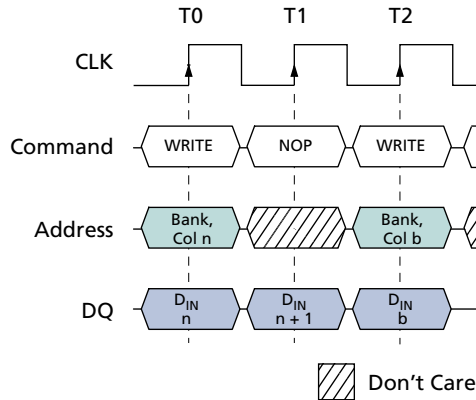 T0 T1 T2
CLK
Command WRITE NOP WRITE
Address Bank, Col n Bank, Col b
DQ DIN n DIN n + 1 DIN b
Don't Care